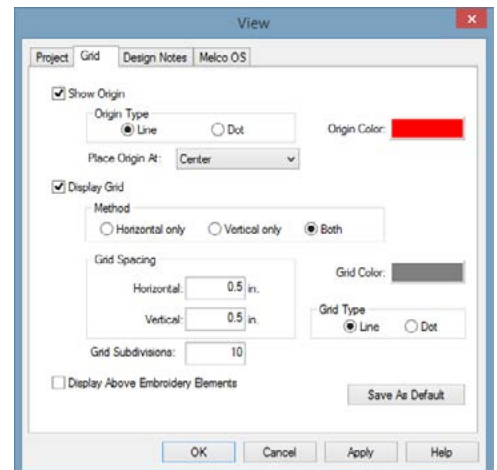 View
x
Project Grid Design Notes Melco OS
Show Origin
Origin Type
Line Dot Origin Color:
Place Origin At: Center
Display Grid
Method
Horizontal only Vertical only Both
Grid Spacing
Grid Color:
Horizontal: 0.5 in.
Grid Type
Vertical: 0.5 in.
Line Dot
Grid Subdivisions: 10
Display Above Embroidery Elements
Save As Default
OK Cancel Apply Help